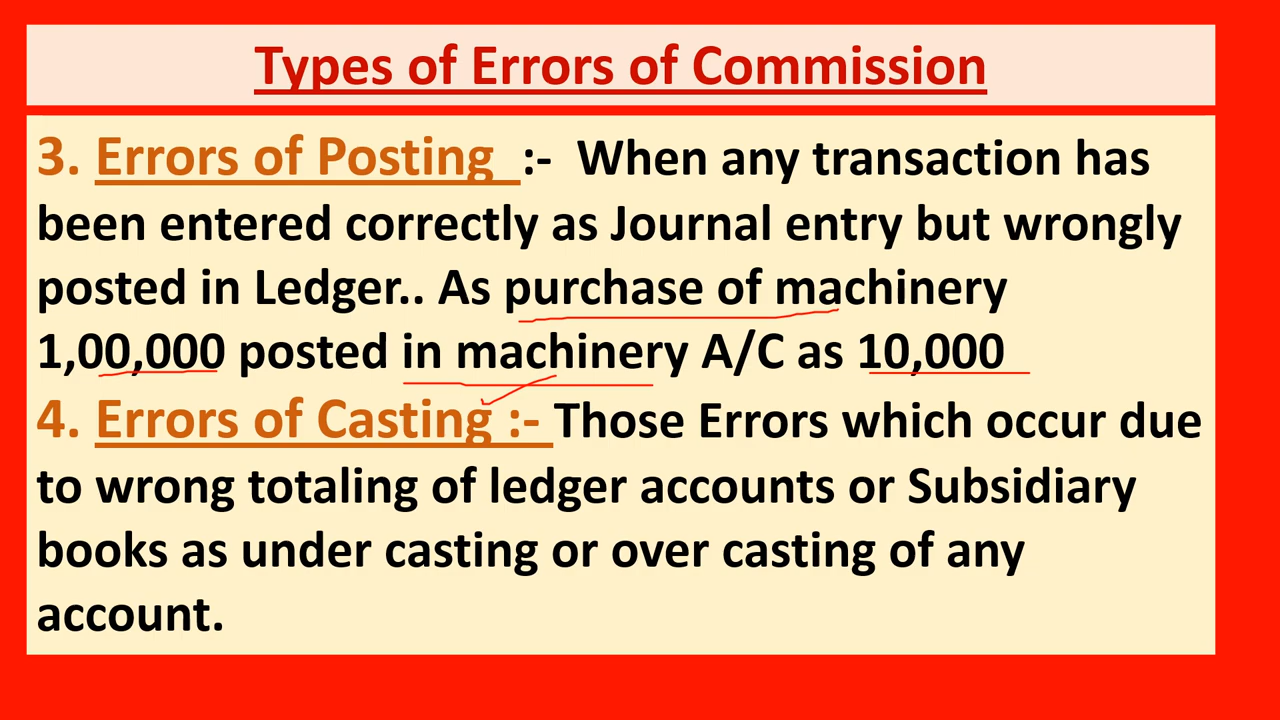 Types of Errors of Commission
3. Errors of Posting :- When any transaction has
been entered correctly as Journal entry but wrongly
posted in Ledger.. As purchase of machinery
1,00,000 posted in machinery A/C as 10,000
4. Errors of Casting :- Those Errors which occur due
to wrong totaling of ledger accounts or Subsidiary
books as under casting or over casting of any
account.